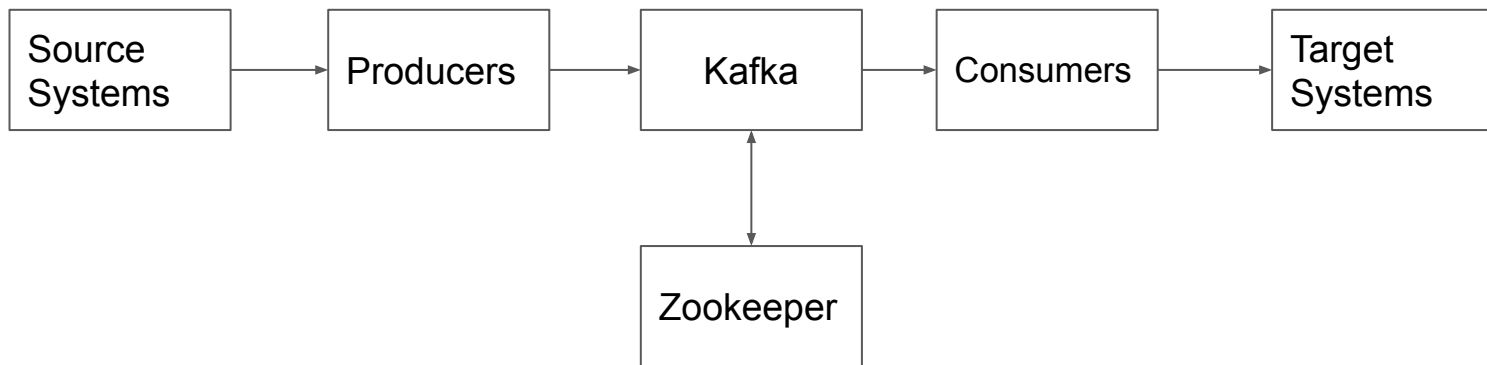 Source
Systems
Producers
Kafka
Consumers
Target
Systems
Zookeeper